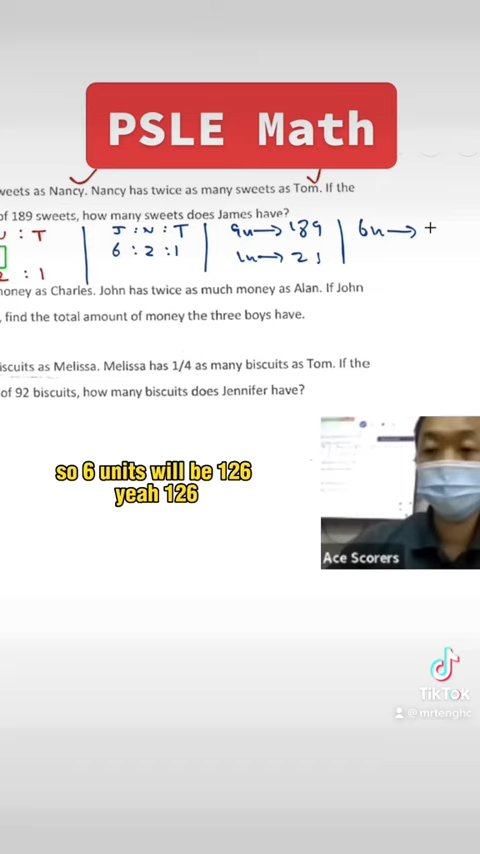 PSLE Math
weets as Nancy. Nancy has twice as many sweets as Tom. If the
of 189 sweets, how many sweets does James have?
: T
2 : 1
J : N : T
6 : 2 : 1
9u → 189
1u → 21
6u →
money as Charles. John has twice as much money as Alan. If John
, find the total amount of money the three boys have.
iscuits as Melissa. Melissa has 1/4 as many biscuits as Tom. If the
of 92 biscuits, how many biscuits does Jennifer have?
so 6 units will be 126
yeah 126
Ace Scorers
TikTok
@mrtenghc